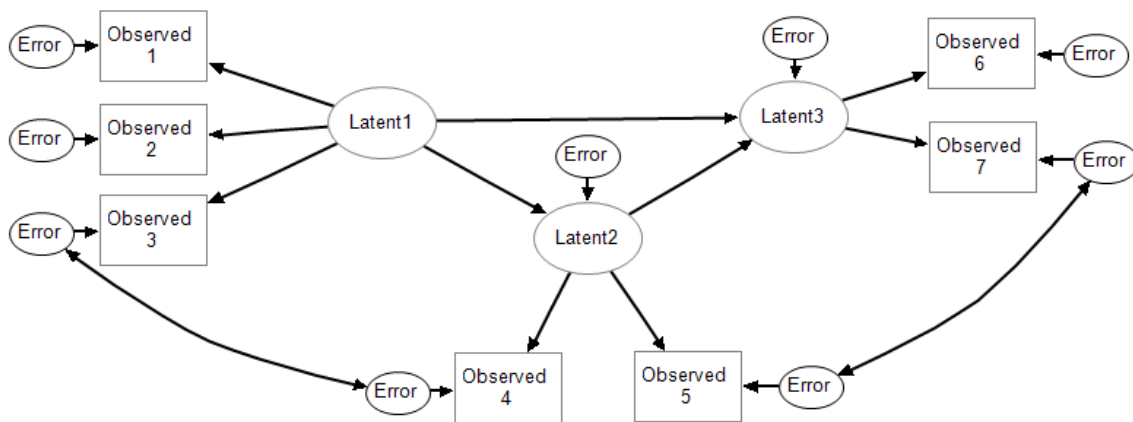 Error
Observed
1
Error
Observed
6
Error
Error
Observed
2
Latent1
Latent3
Error
Observed
7
Error
Error
Observed
3
Latent2
Observed
4
Error
Observed
5
Error